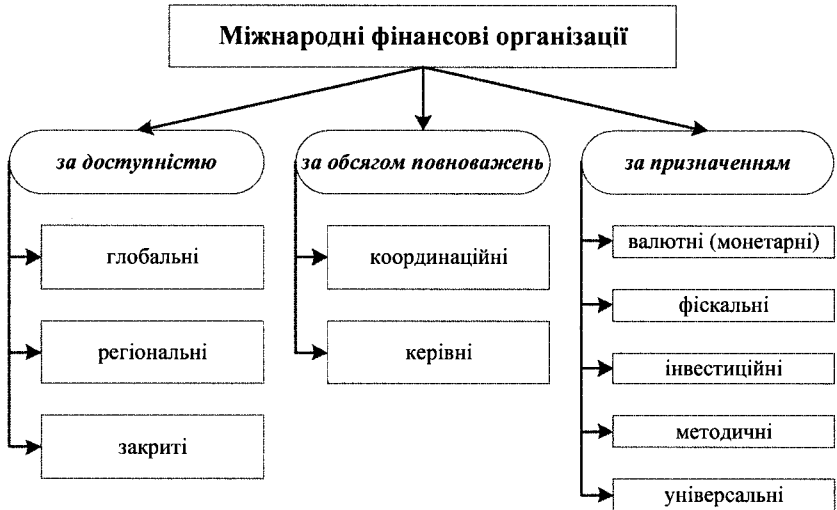 Міжнародні фінансові організації
за доступністю
за обсягом повноважень
за призначенням
глобальні
регіональні
закриті
координаційні
керівні
валютні (монетарні)
фіскальні
інвестиційні
методичні
універсальні